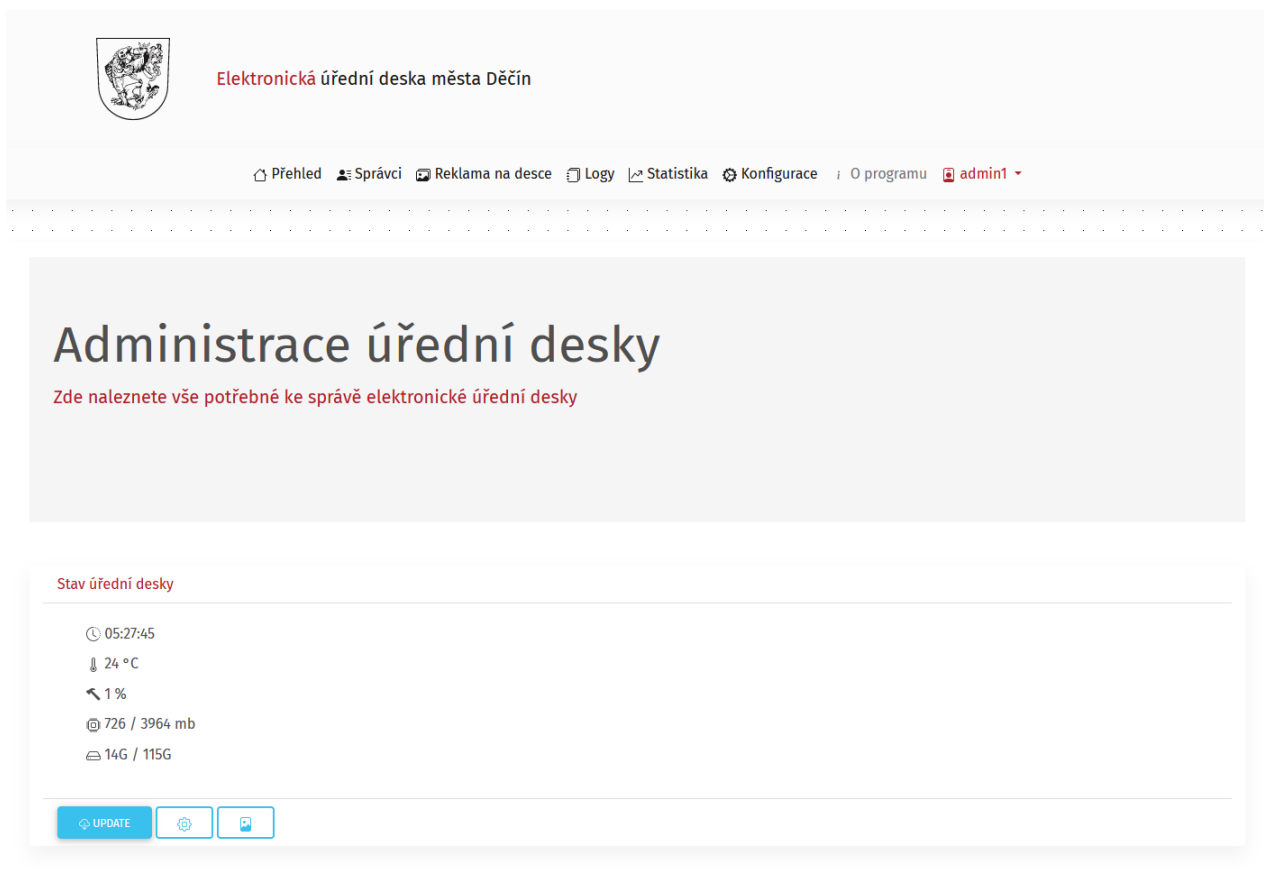 Elektronická úřední deska města Děčín
Přehled Správci Reklama na desce Logy Statistika Konfigurace i O programu admin1
Administrace úřední desky
Zde naleznete vše potřebné ke správě elektronické úřední desky
Stav úřední desky
05:27:45
24 °C
1 %
726 / 3964 mb
14G / 115G
UPDATE